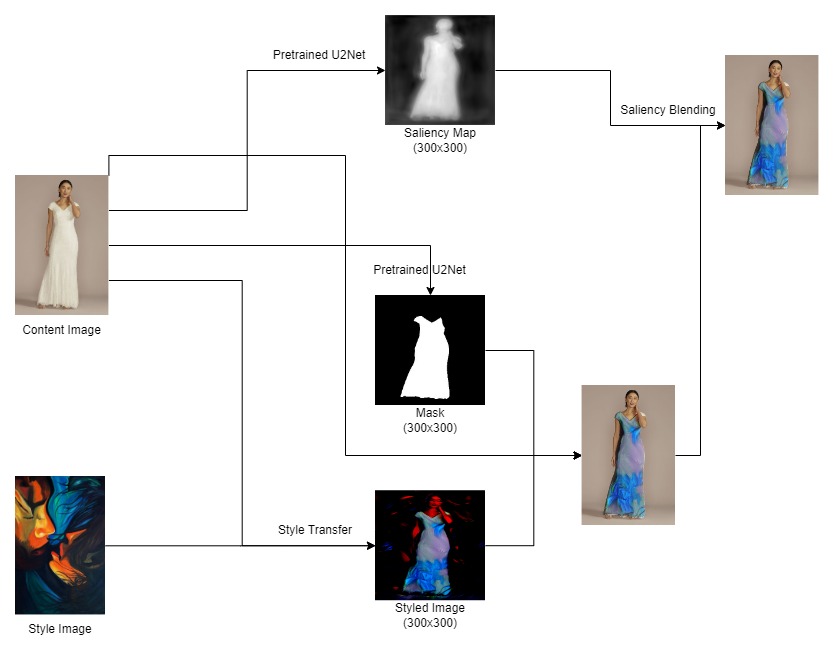 Pretrained U2Net
Saliency Map
(300x300)
Saliency Blending
Content Image
Pretrained U2Net
Mask
(300x300)
Style Transfer
Styled Image
(300x300)
Style Image